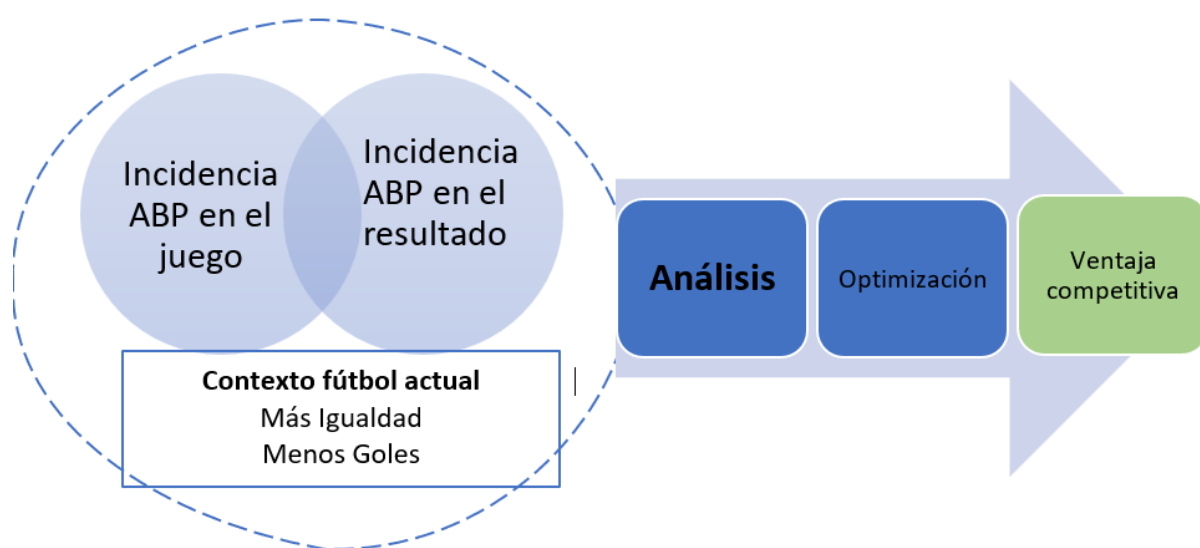 Incidencia
ABP en el
juego
Incidencia
ABP en el
resultado
Contexto fútbol actual
Más Igualdad
Menos Goles
Análisis
Optimización
Ventaja
competitiva